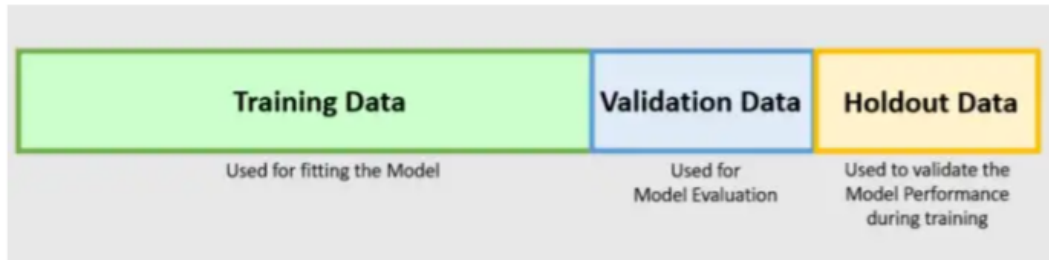 Training Data
Validation Data
Holdout Data
Used for fitting the Model
Used for
Model Evaluation
Used to validate the
Model Performance
during training